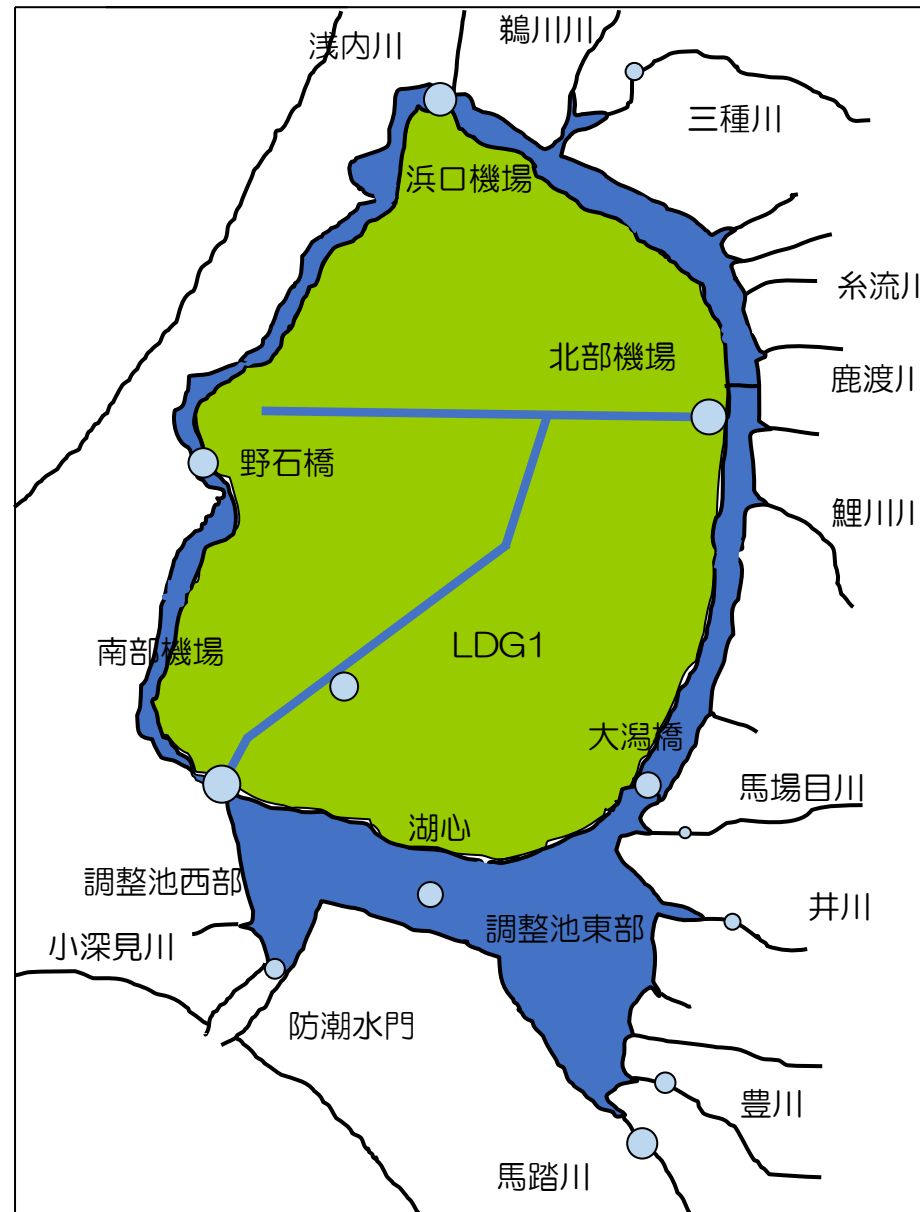 浅内川
鵜川川
三種川
浜口機場
糸流川
北部機場
鹿渡川
野石橋
鯉川川
南部機場
LDG1
大潟橋
馬場目川
湖心
調整池西部
井川
調整池東部
小深見川
防潮水門
豊川
馬踏川